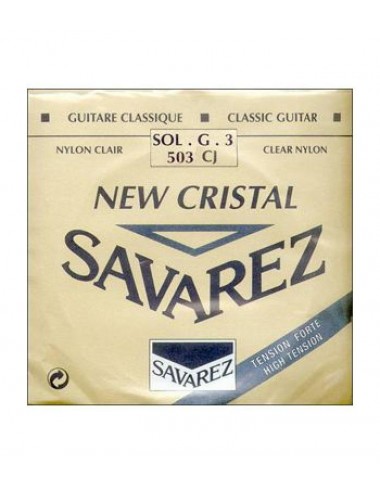 GUITARE CLASSIQUE ▪ CLASSIC GUITAR
SOL . G . 3
NYLON CLAIR 503 CJ CLEAR NYLON
NEW CRISTAL
SAVAREZ
TENSION FORTE
HIGH TENSION
SAVAREZ